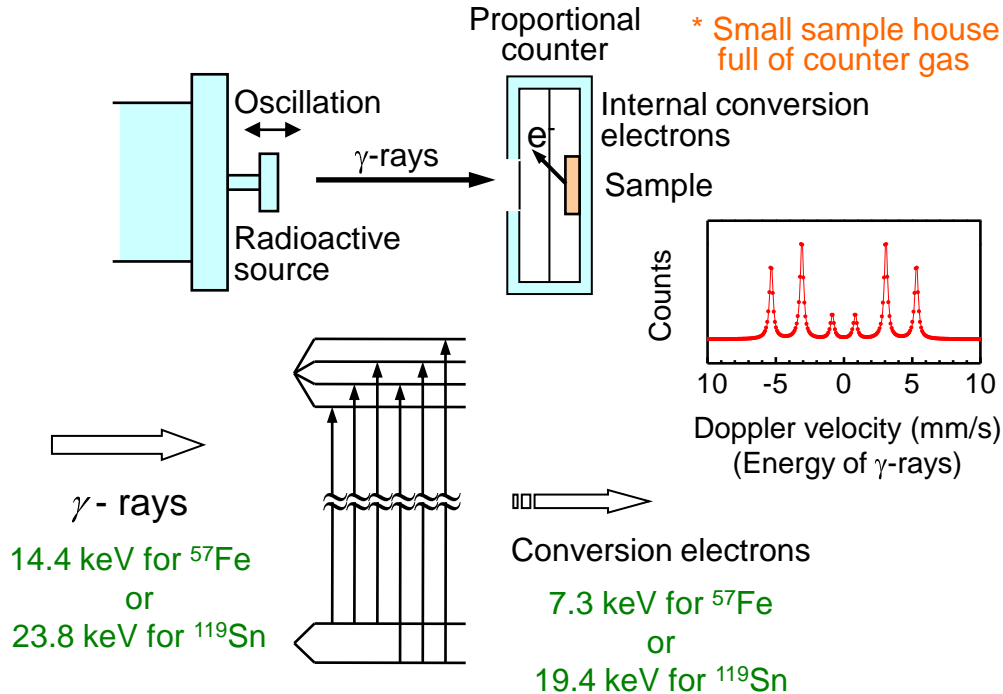 Proportional
counter
* Small sample house
full of counter gas
Oscillation
Internal conversion
electrons
e-
γ-rays
Sample
Radioactive
source
Counts
10 -5 0 5 10
Doppler velocity (mm/s)
(Energy of γ-rays)
γ - rays
14.4 keV for ⁵⁷Fe
or
23.8 keV for ¹¹⁹Sn
Conversion electrons
7.3 keV for ⁵⁷Fe
or
19.4 keV for ¹¹⁹Sn